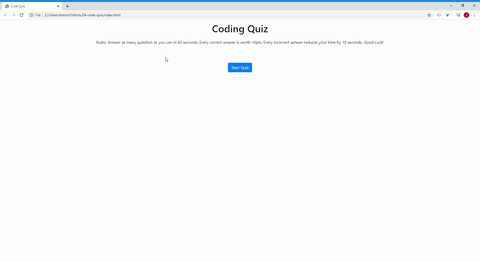 Code Quiz
File | C:/Users/Admin/Github/04-code-quiz/index.html
Coding Quiz
Rules: Answer as many question as you can in 60 seconds. Every correct answer is worth 10pts. Every incorrect answer reduces your time by 10 seconds. Good Luck!
Start Quiz